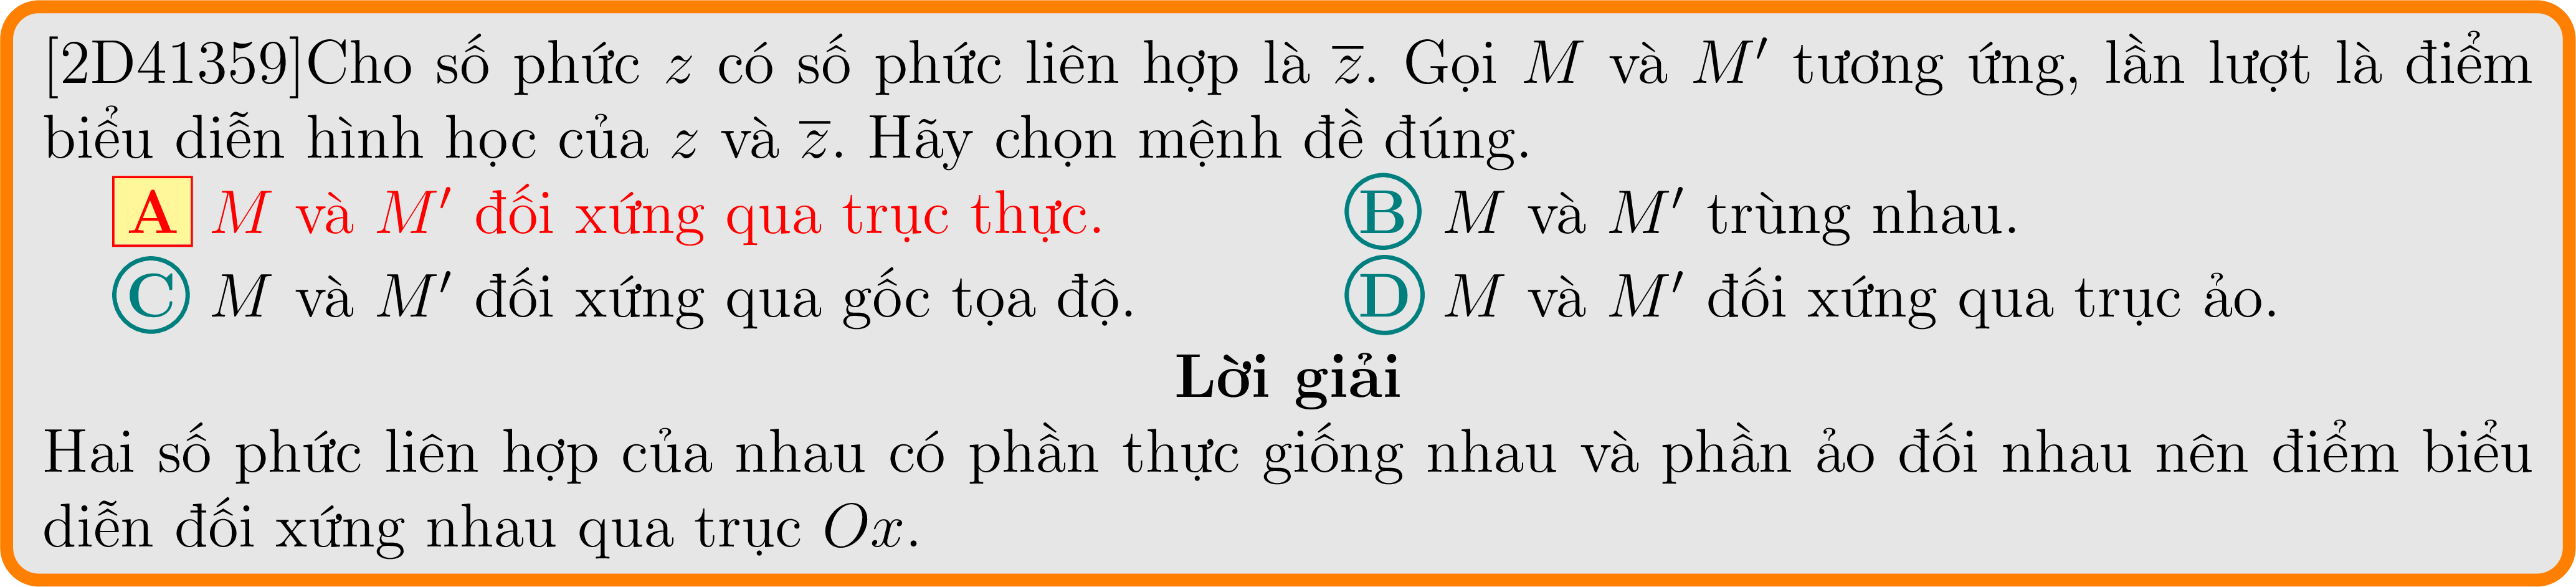 [2D41359]Cho số phức z có số phức liên hợp là z̅. Gọi M và M′ tương ứng, lần lượt là điểm
biểu diễn hình học của z và z̅. Hãy chọn mệnh đề đúng.
A M và M′ đối xứng qua trục thực. B M và M′ trùng nhau.
C M và M′ đối xứng qua gốc tọa độ. D M và M′ đối xứng qua trục ảo.
Lời giải
Hai số phức liên hợp của nhau có phần thực giống nhau và phần ảo đối nhau nên điểm biểu
diễn đối xứng nhau qua trục Ox.